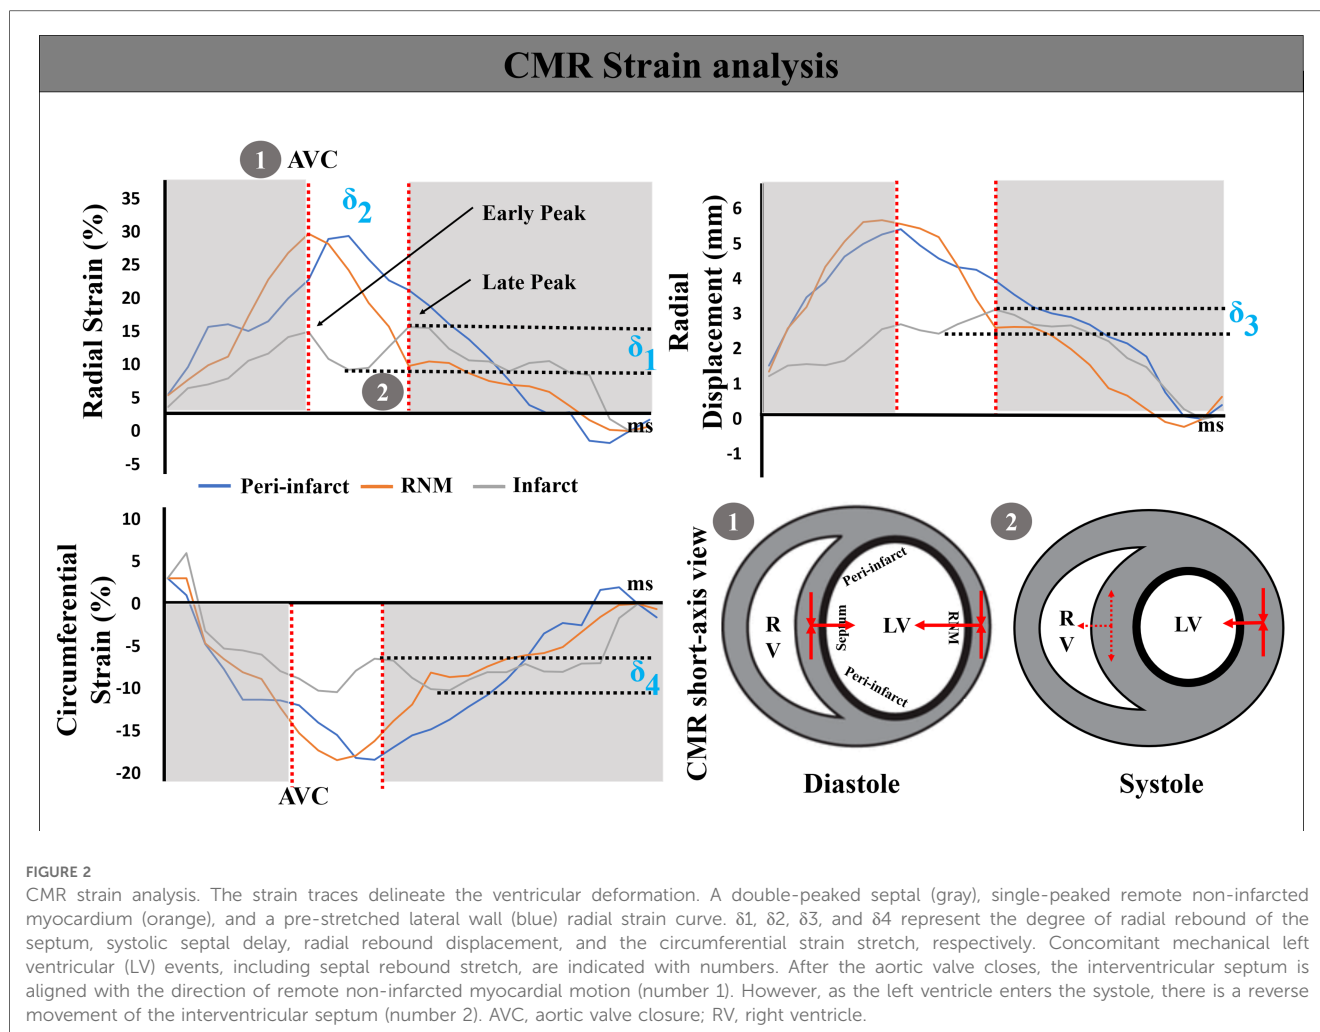 CMR Strain analysis
1 AVC
Radial Strain (%)
35
30
25
20
15
10
5
0
-5
δ2
Early Peak
Late Peak
δ1
2
ms
Radial
Displacement (mm)
6
5
4
3
2
1
0
-1
δ3
ms
Peri-infarct RNM Infarct
Circumferential
Strain (%)
10
5
0
-5
-10
-15
-20
ms
δ4
AVC
CMR short-axis view
1
Peri-infarct
R
V
Septum
LV
RNM
Peri-infarct
Diastole
2
R
V
LV
Systole
FIGURE 2
CMR strain analysis. The strain traces delineate the ventricular deformation. A double-peaked septal (gray), single-peaked remote non-infarcted
myocardium (orange), and a pre-stretched lateral wall (blue) radial strain curve. δ1, δ2, δ3, and δ4 represent the degree of radial rebound of the
septum, systolic septal delay, radial rebound displacement, and the circumferential strain stretch, respectively. Concomitant mechanical left
ventricular (LV) events, including septal rebound stretch, are indicated with numbers. After the aortic valve closes, the interventricular septum is
aligned with the direction of remote non-infarcted myocardial motion (number 1). However, as the left ventricle enters the systole, there is a reverse
movement of the interventricular septum (number 2). AVC, aortic valve closure; RV, right ventricle.